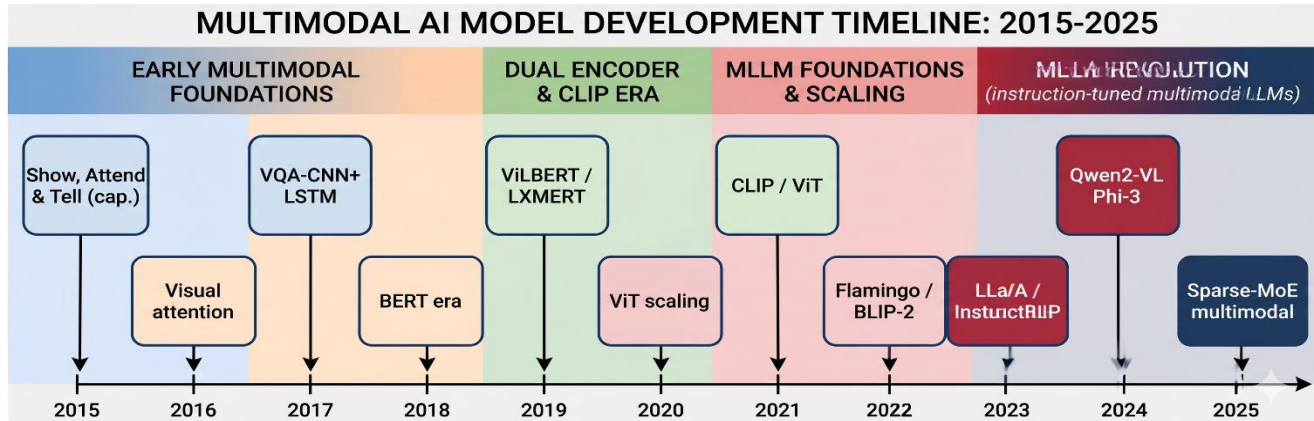 MULTIMODAL AI MODEL DEVELOPMENT TIMELINE: 2015-2025
EARLY MULTIMODAL
FOUNDATIONS
DUAL ENCODER
& CLIP ERA
MLLM FOUNDATIONS
& SCALING
(instruction-tuned multimodal LLMs)
Show, Attend
& Tell (cap.)
VQA-CNN+
LSTM
ViLBERT /
LXMERT
CLIP / ViT
Qwen2-VL
Phi-3
Visual
attention
BERT era
ViT scaling
Flamingo /
BLIP-2
Sparse-MoE
multimodal
2015
2016
2017
2018
2019
2020
2021
2022
2023
2024
2025